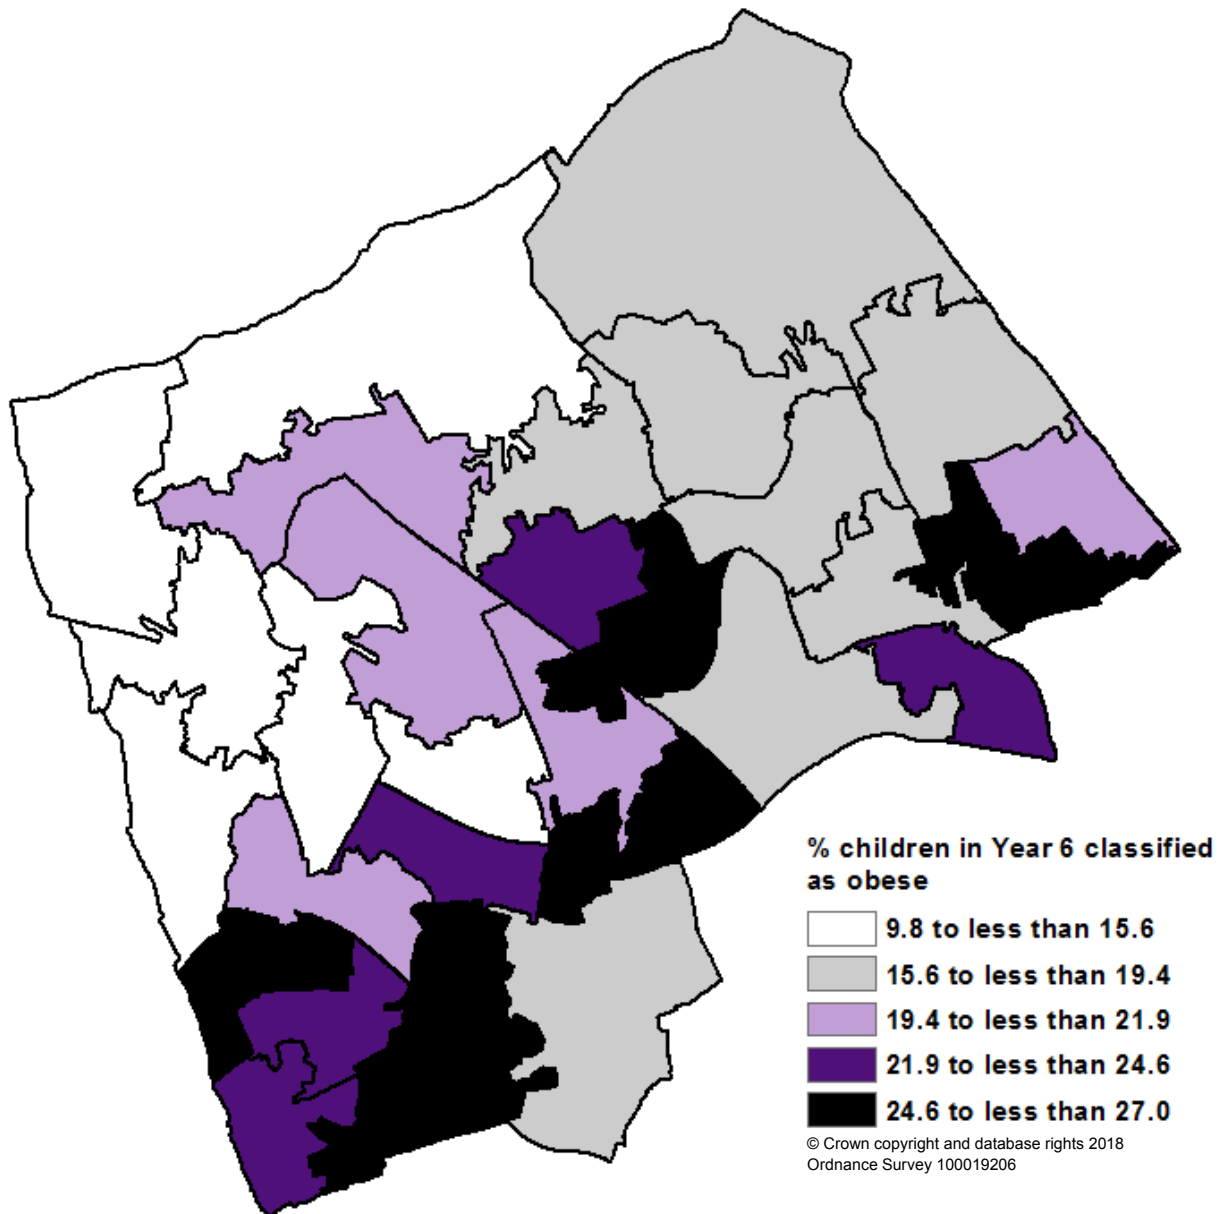 % children in Year 6 classified
as obese
9.8 to less than 15.6
15.6 to less than 19.4
19.4 to less than 21.9
21.9 to less than 24.6
24.6 to less than 27.0
© Crown copyright and database rights 2018
Ordnance Survey 100019206